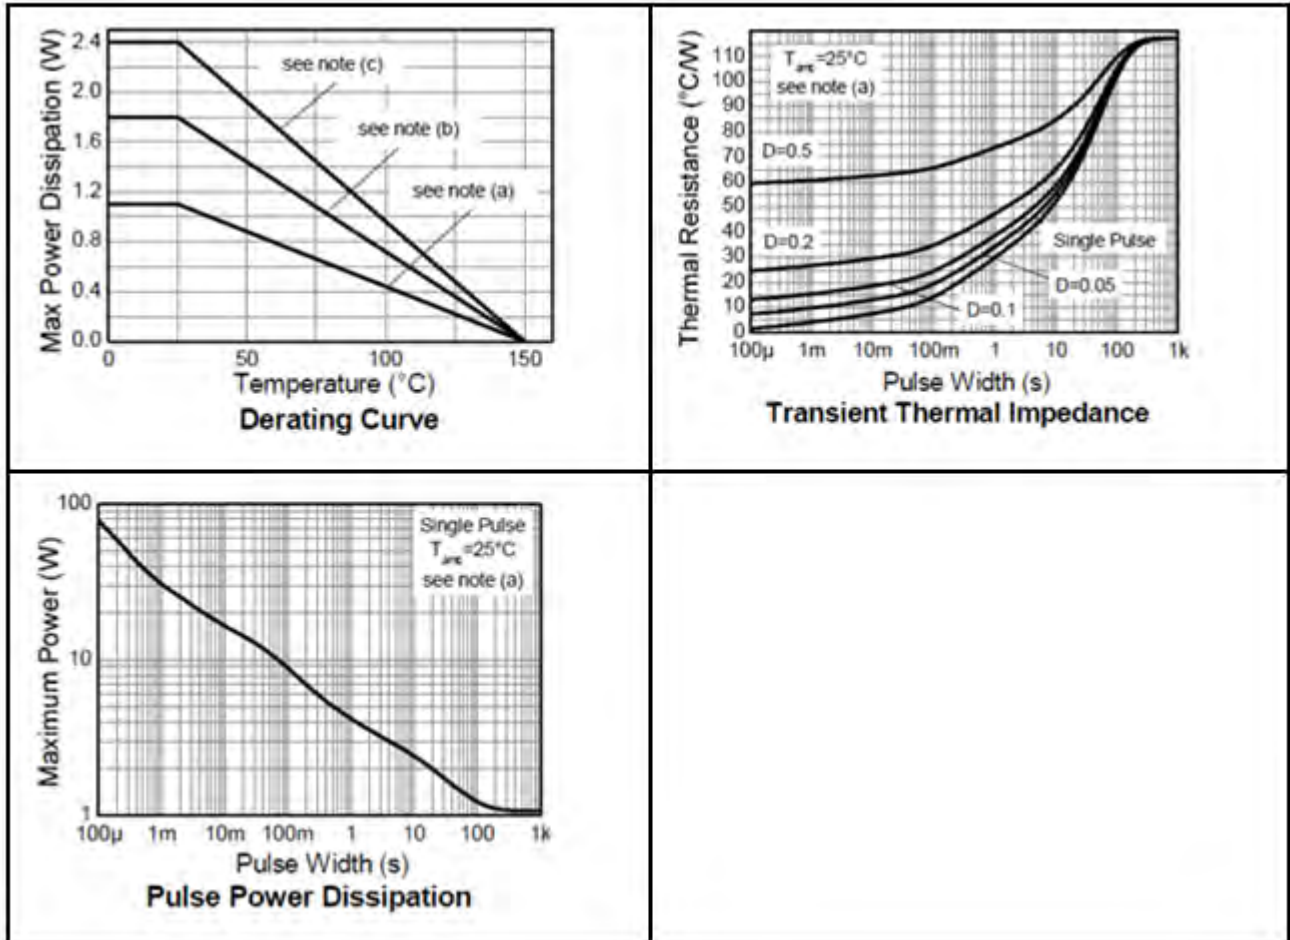 Max Power Dissipation (W)
2.4
2.0
1.6
1.2
0.8
0.4
0.0
see note (c)
see note (b)
see note (a)
0 50 100 150
Temperature (°C)
Derating Curve
Thermal Resistance (°C/W)
110
100
90
80
70
60
50
40
30
20
10
0
Tamb=25°C
see note (a)
D=0.5
D=0.2
Single Pulse
D=0.05
D=0.1
100µ 1m 10m 100m 1 10 100 1k
Pulse Width (s)
Transient Thermal Impedance
Maximum Power (W)
100
10
1
Single Pulse
Tamb=25°C
see note (a)
100µ 1m 10m 100m 1 10 100 1k
Pulse Width (s)
Pulse Power Dissipation